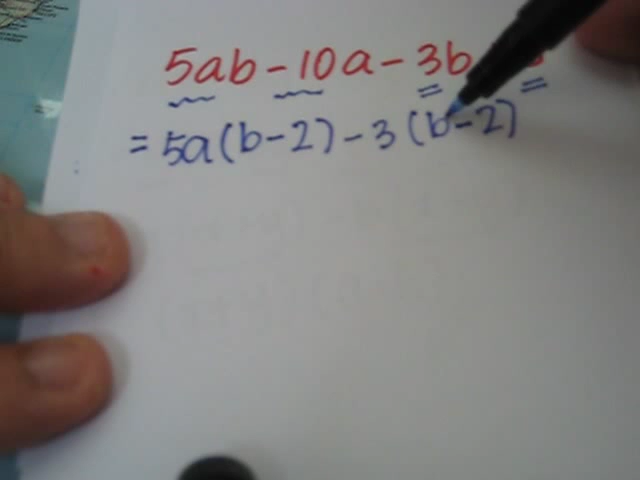 5ab - 10a - 3b
= 5a(b-2) - 3(b-2)